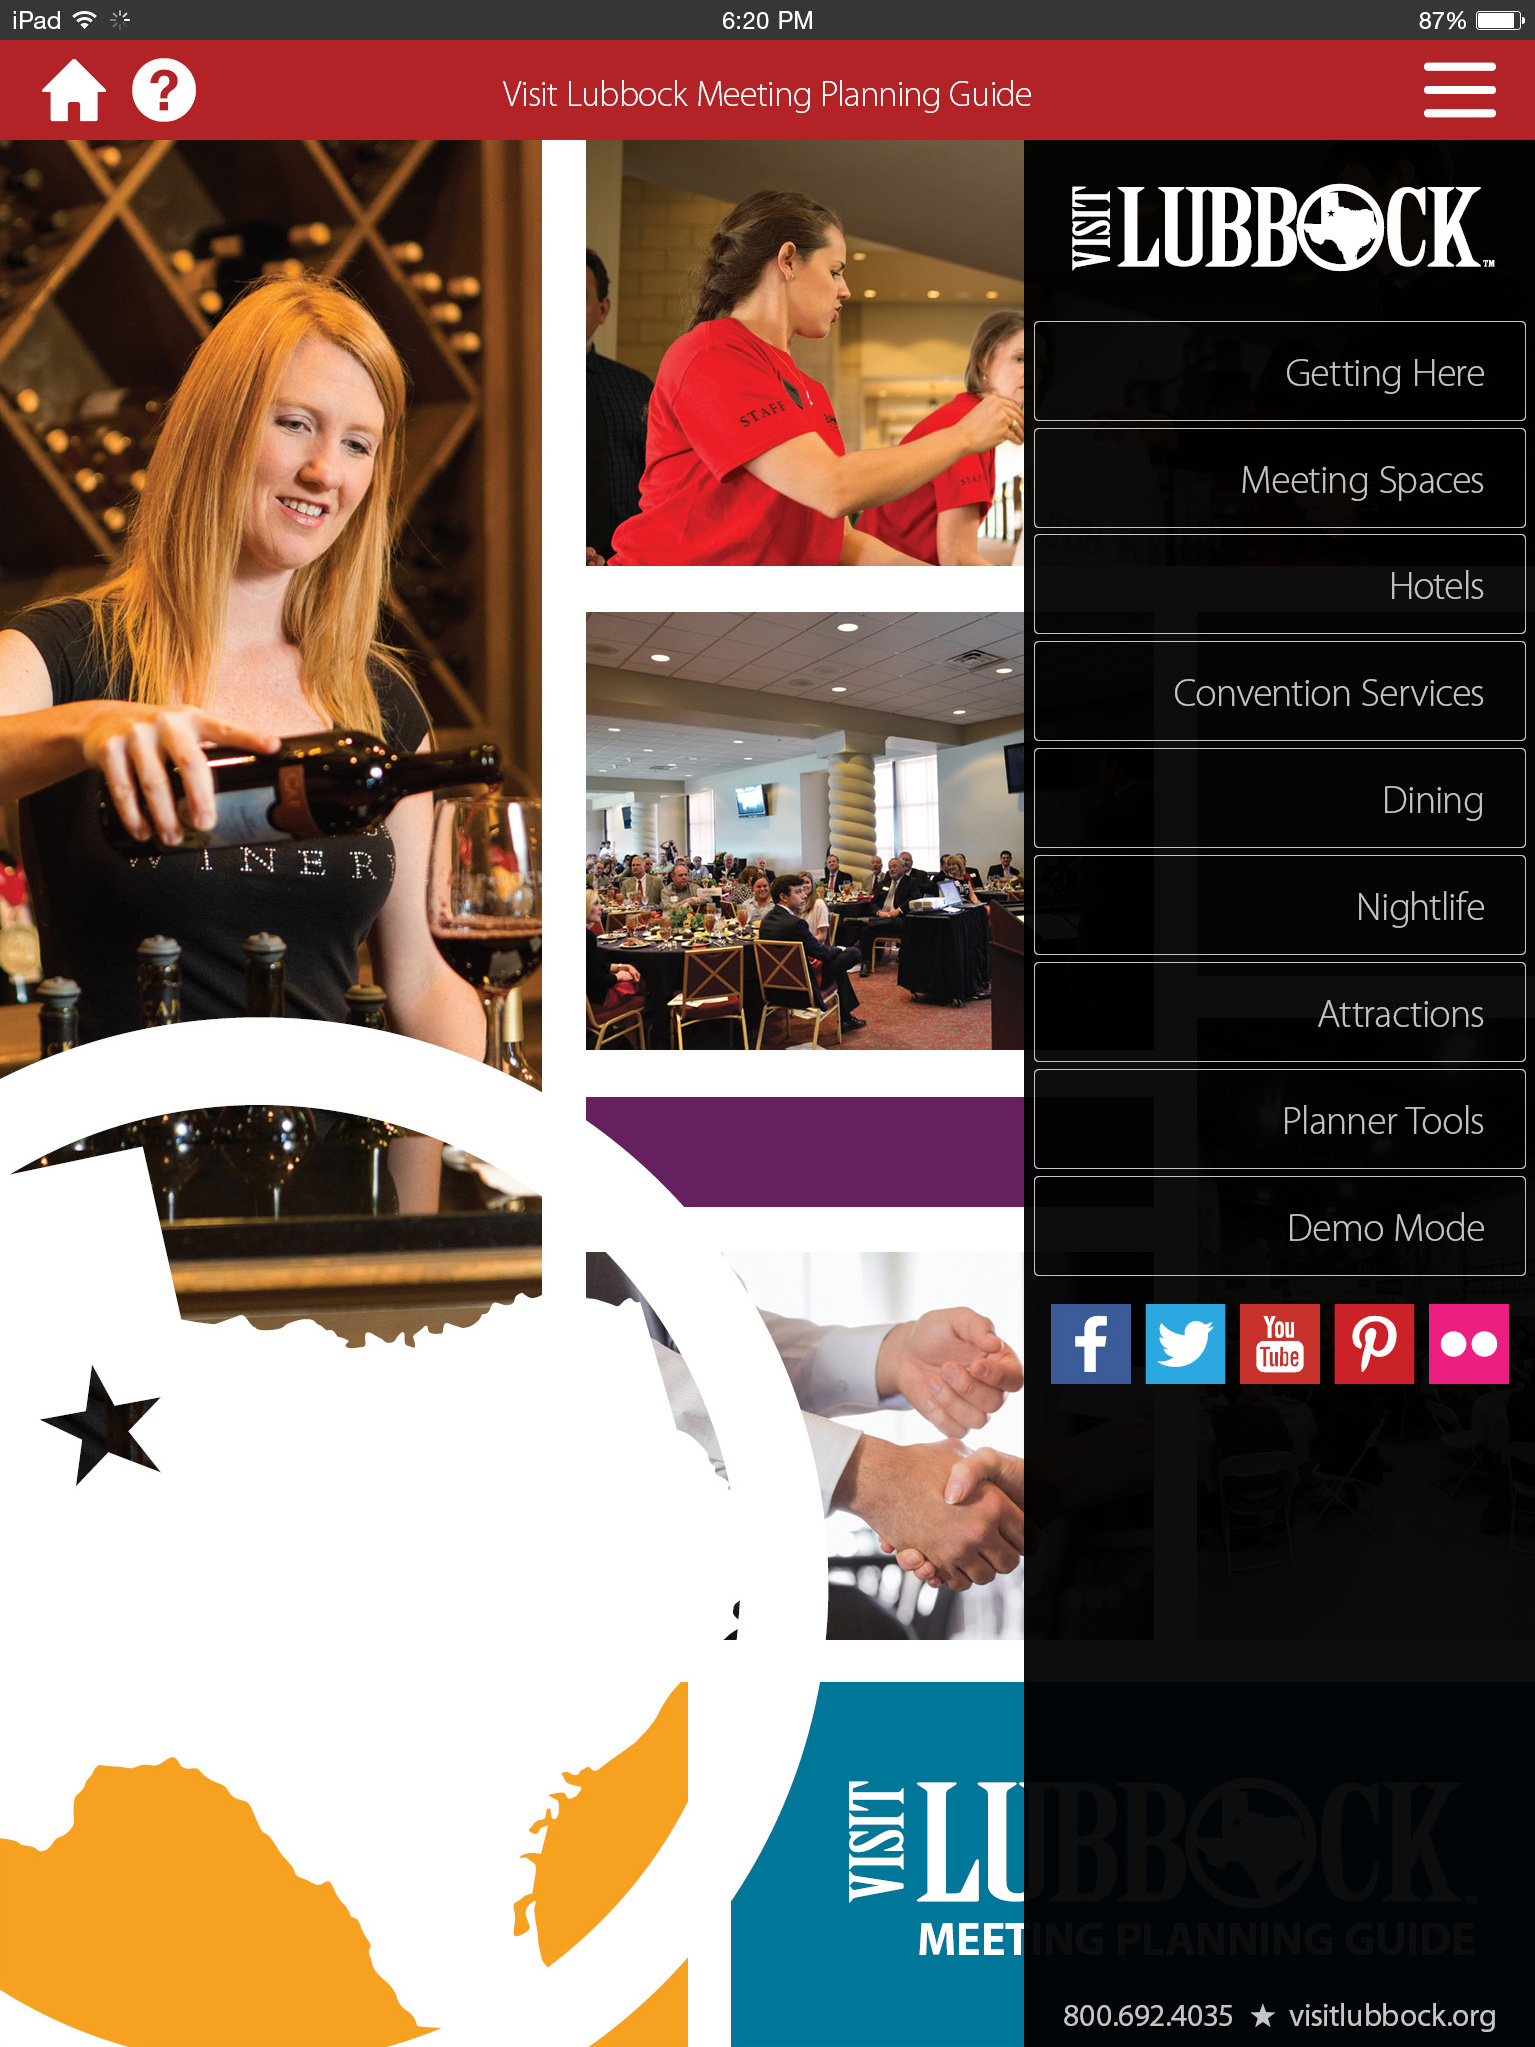 iPad 6:20 PM 87%
Visit Lubbock Meeting Planning Guide
VISIT LUBBOCK.™
Getting Here
Meeting Spaces
Hotels
Convention Services
Dining
Nightlife
Attractions
Planner Tools
Demo Mode
You
Tube
STAFF
WINERY
VISIT LUBBOCK
MEETING PLANNING GUIDE
800.692.4035 ★ visitlubbock.org